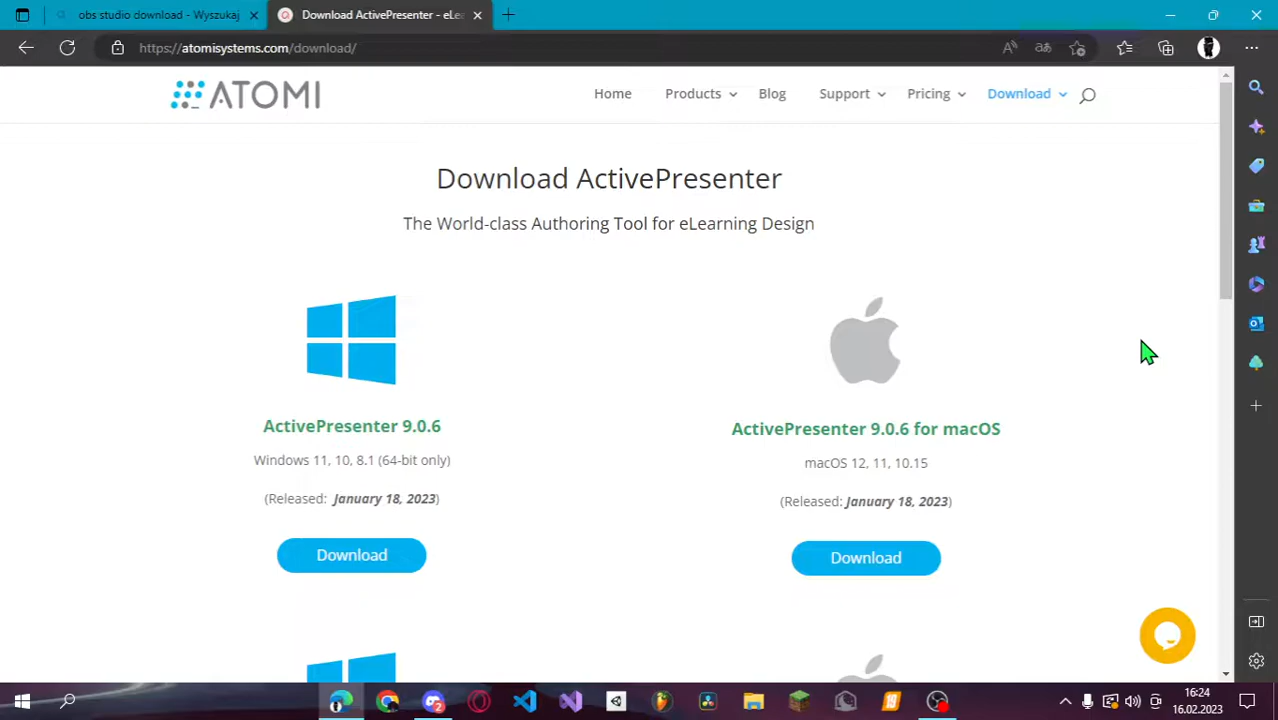 obs studio download - Wyszukaj
Download ActivePresenter - eLea
https://atomisystems.com/download/
ATOMI
Home
Products
Blog
Support
Pricing
Download
Download ActivePresenter
The World-class Authoring Tool for eLearning Design
ActivePresenter 9.0.6
Windows 11, 10, 8.1 (64-bit only)
(Released: January 18, 2023)
Download
ActivePresenter 9.0.6 for macOS
macOS 12, 11, 10.15
(Released: January 18, 2023)
Download
16:24
16.02.2023